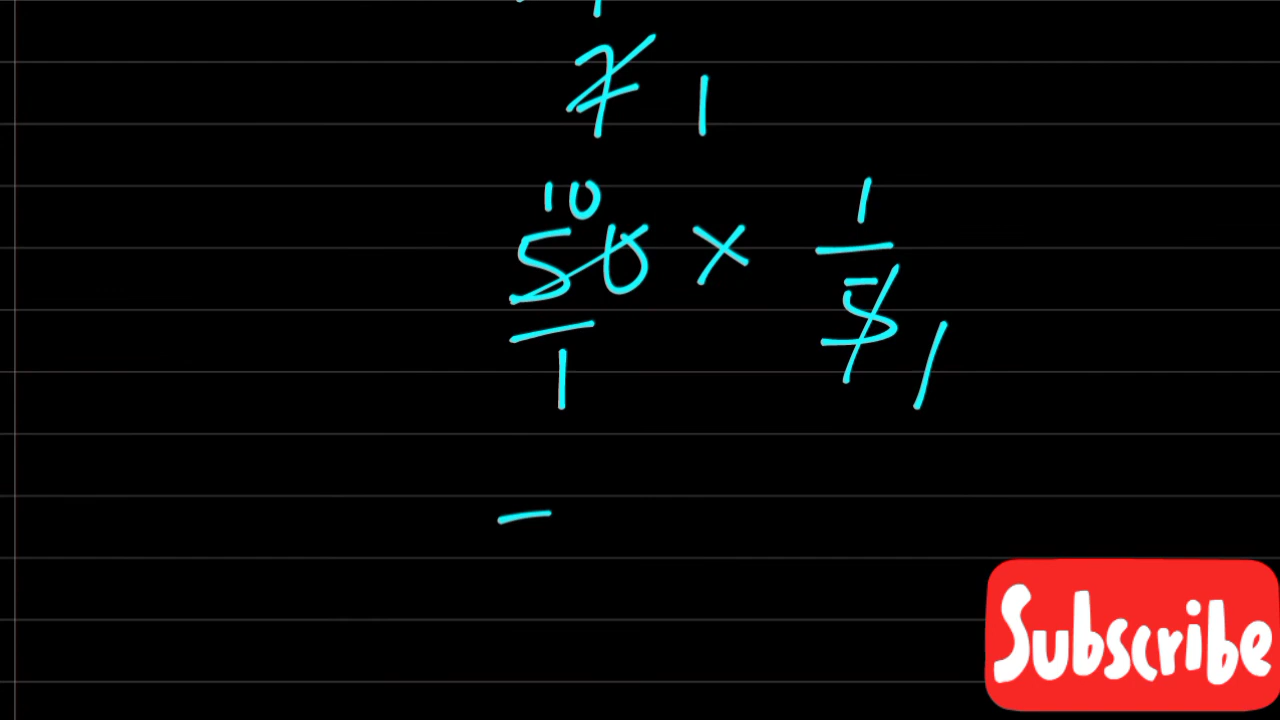 7 1
10 1
50 × —
— 5 1
1
—
Subscribe